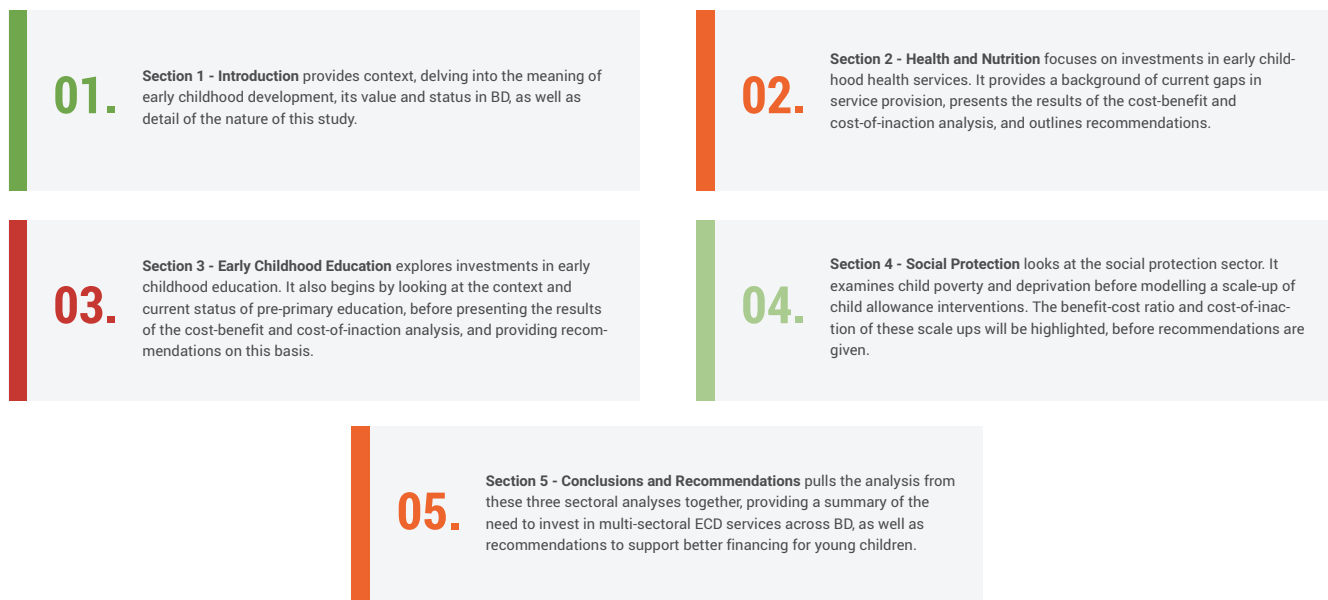 01.
Section 1 - Introduction provides context, delving into the meaning of
early childhood development, its value and status in BD, as well as
detail of the nature of this study.
02.
Section 2 - Health and Nutrition focuses on investments in early child-
hood health services. It provides a background of current gaps in
service provision, presents the results of the cost-benefit and
cost-of-inaction analysis, and outlines recommendations.
03.
Section 3 - Early Childhood Education explores investments in early
childhood education. It also begins by looking at the context and
current status of pre-primary education, before presenting the results
of the cost-benefit and cost-of-inaction analysis, and providing recom-
mendations on this basis.
04.
Section 4 - Social Protection looks at the social protection sector. It
examines child poverty and deprivation before modelling a scale-up of
child allowance interventions. The benefit-cost ratio and cost-of-inac-
tion of these scale ups will be highlighted, before recommendations are
given.
05.
Section 5 - Conclusions and Recommendations pulls the analysis from
these three sectoral analyses together, providing a summary of the
need to invest in multi-sectoral ECD services across BD, as well as
recommendations to support better financing for young children.